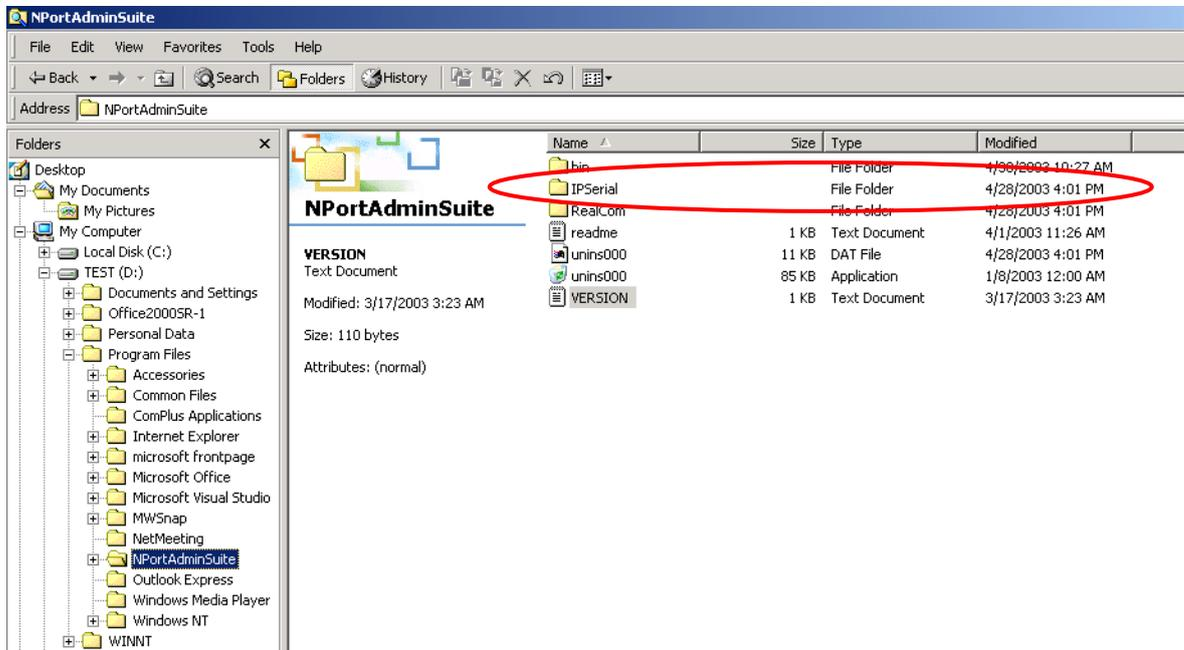 NPortAdminSuite
File Edit View Favorites Tools Help
Back Search Folders History
Address NPortAdminSuite
Folders
Desktop
My Documents
My Pictures
My Computer
Local Disk (C:)
TEST (D:)
Documents and Settings
Office2000SR-1
Personal Data
Program Files
Accessories
Common Files
ComPlus Applications
Internet Explorer
microsoft frontpage
Microsoft Office
Microsoft Visual Studio
MWSnap
NetMeeting
NPortAdminSuite
Outlook Express
Windows Media Player
Windows NT
WINNT
NPortAdminSuite
VERSION
Text Document
Modified: 3/17/2003 3:23 AM
Size: 110 bytes
Attributes: (normal)
Name Size Type Modified
bin File Folder 4/30/2003 10:27 AM
IPSerial File Folder 4/28/2003 4:01 PM
RealCom File Folder 4/28/2003 4:01 PM
readme 1 KB Text Document 4/1/2003 11:26 AM
unins000 11 KB DAT File 4/28/2003 4:01 PM
unins000 85 KB Application 1/8/2003 12:00 AM
VERSION 1 KB Text Document 3/17/2003 3:23 AM